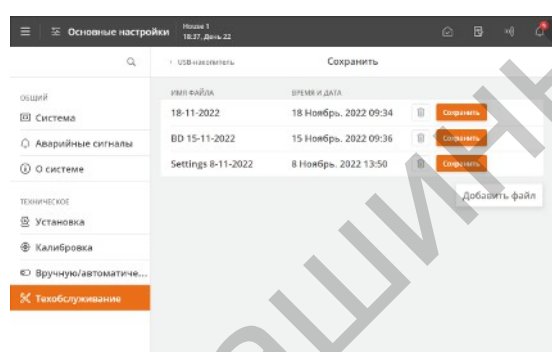 Основные настройки
House 1
18:37, День 22
‹ USB-накопитель
Сохранить
ОБЩИЙ
Система
Аварийные сигналы
О системе
ТЕХНИЧЕСКОЕ
Установка
Калибровка
Вручную/автоматиче...
Техобслуживание
ИМЯ ФАЙЛА ВРЕМЯ И ДАТА
18-11-2022 18 Ноябрь. 2022 09:34 Сохранить
BD 15-11-2022 15 Ноябрь. 2022 09:36 Сохранить
Settings 8-11-2022 8 Ноябрь. 2022 13:50 Сохранить
Добавить файл